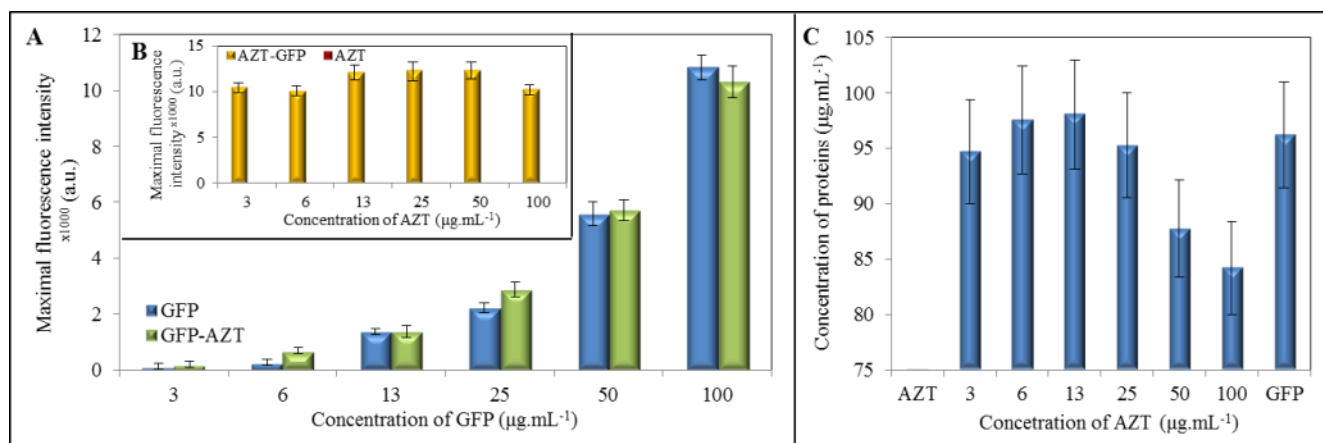 A
Maximal fluorescence intensity
x1000 (a.u.)
12
10
8
6
4
2
0
GFP
GFP-AZT
3 6 13 25 50 100
Concentration of GFP (µg.mL⁻¹)
B
Maximal fluorescence
intensity x1000 (a.u.)
15
10
5
0
AZT-GFP AZT
3 6 13 25 50 100
Concentration of AZT (µg.mL⁻¹)
C
Concentration of proteins (µg.mL⁻¹)
105
100
95
90
85
80
75
AZT 3 6 13 25 50 100 GFP
Concetration of AZT (µg.mL⁻¹)